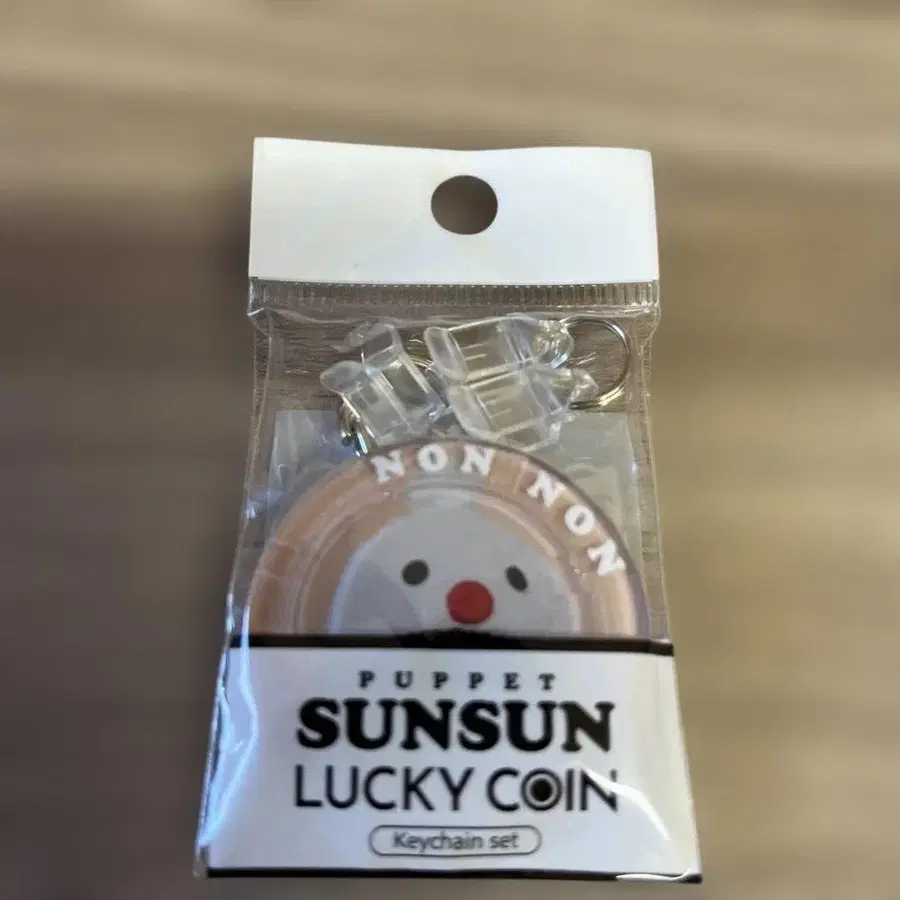 NON NON
PUPPET
SUNSUN
LUCKY COIN
Keychain set